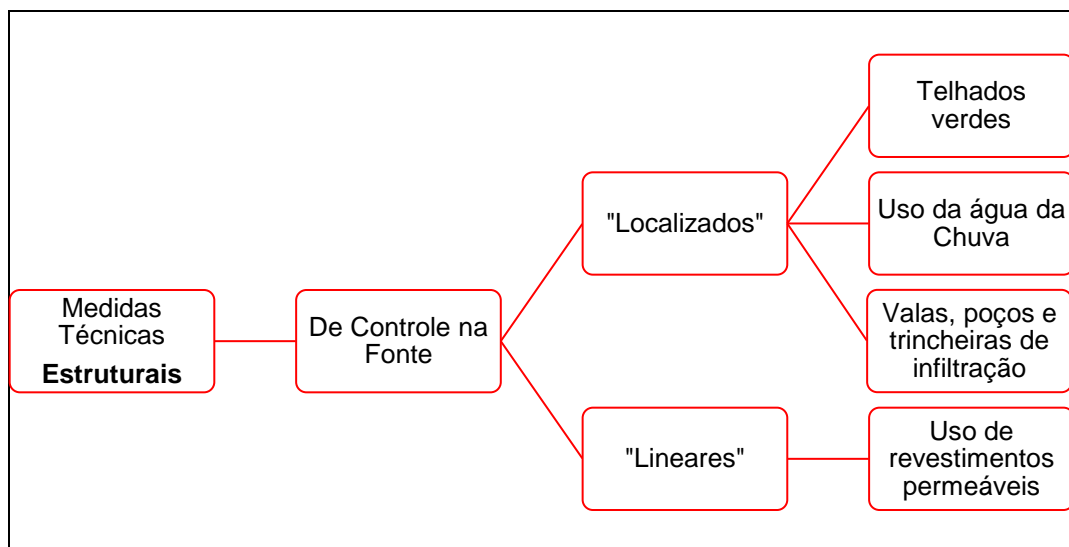 Medidas
Técnicas
Estruturais
De Controle na
Fonte
"Localizados"
Telhados
verdes
Uso da água da
Chuva
Valas, poços e
trincheiras de
infiltração
"Lineares"
Uso de
revestimentos
permeáveis